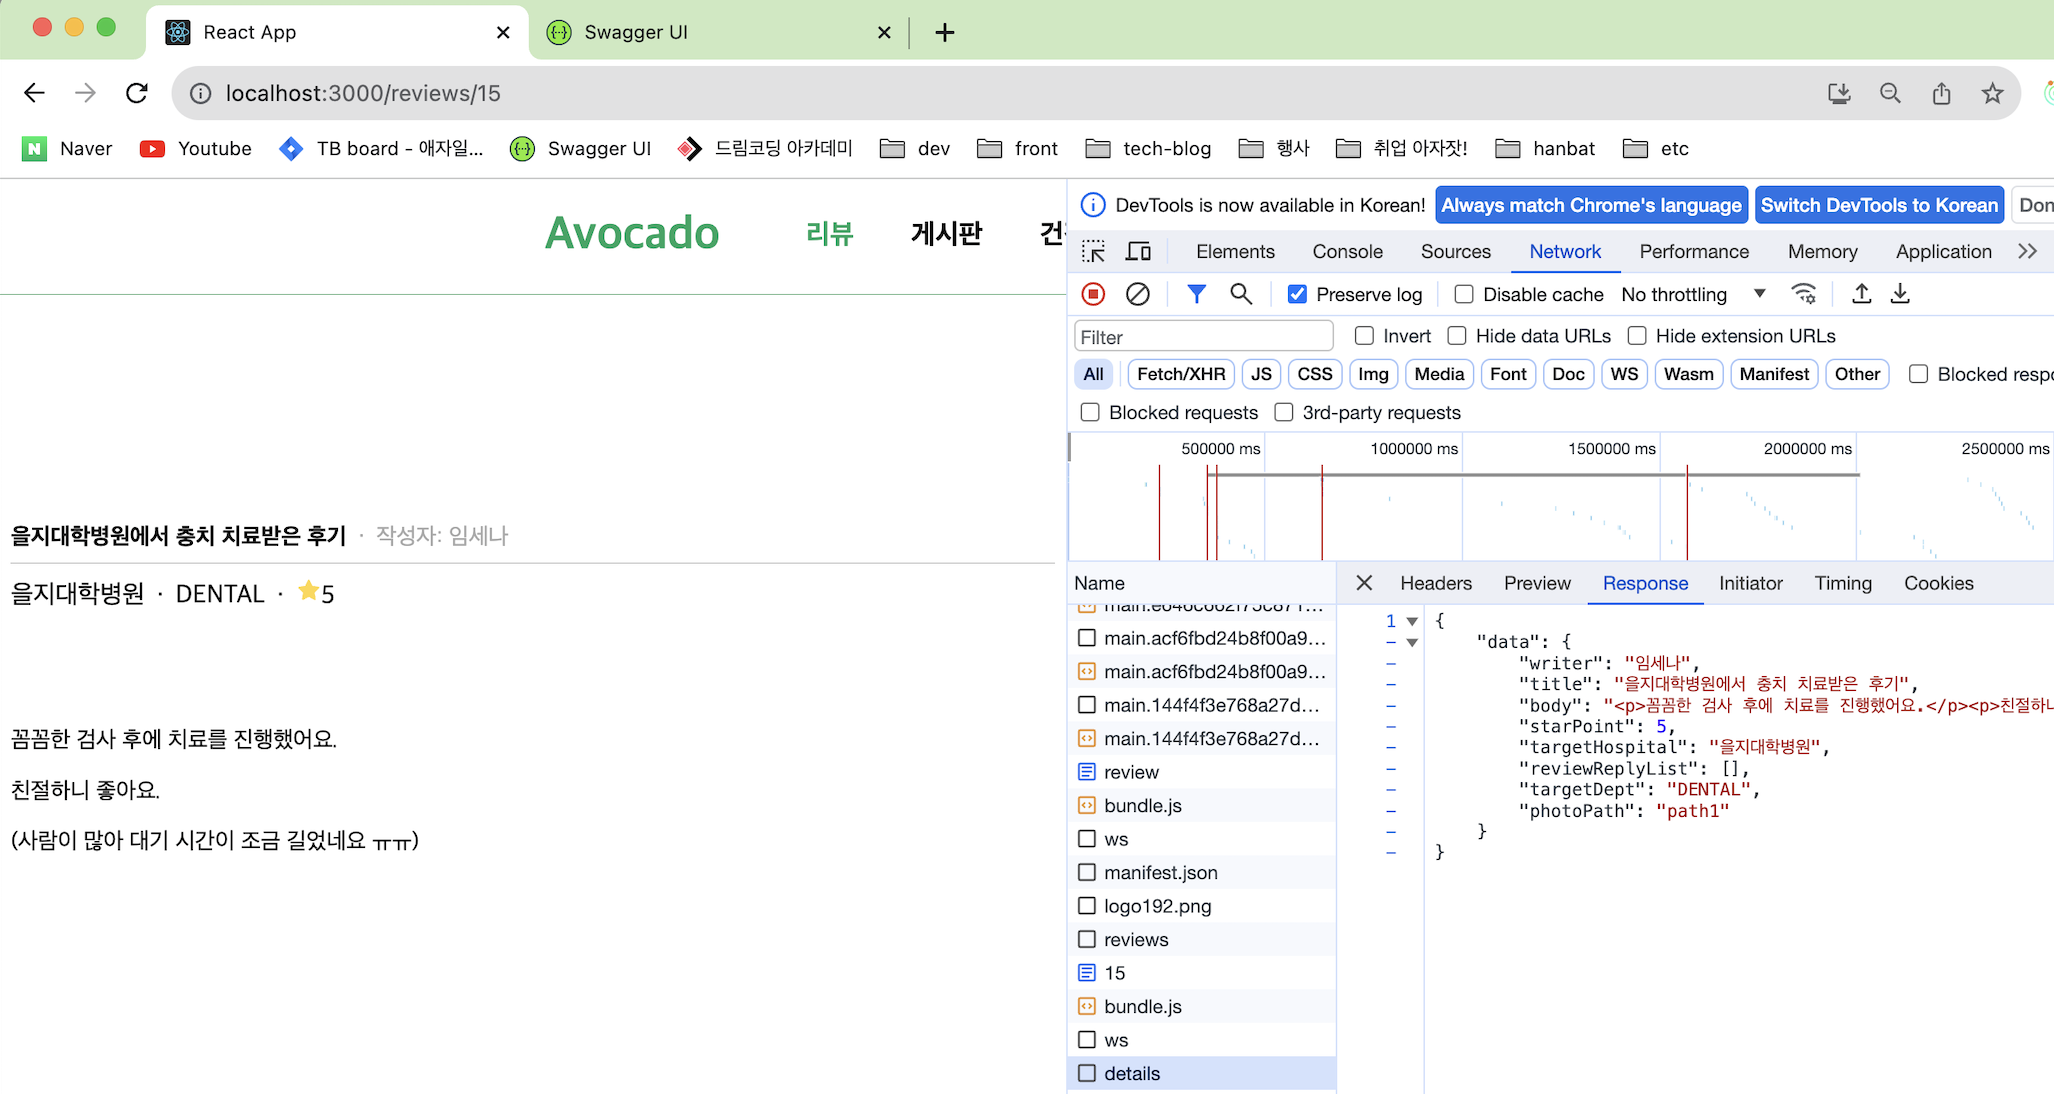 React App
Swagger UI
localhost:3000/reviews/15
Naver Youtube TB board - 애자일... Swagger UI 드림코딩 아카데미 dev front tech-blog 행사 취업 아자잣! hanbat etc
Avocado 리뷰 게시판
을지대학병원에서 충치 치료받은 후기 · 작성자: 임세나
을지대학병원 · DENTAL · ⭐5
꼼꼼한 검사 후에 치료를 진행했어요.
친절하니 좋아요.
(사람이 많아 대기 시간이 조금 길었네요 ㅠㅠ)
DevTools is now available in Korean! Always match Chrome's language Switch DevTools to Korean Don
Elements Console Sources Network Performance Memory Application
Preserve log Disable cache No throttling
Filter Invert Hide data URLs Hide extension URLs
All Fetch/XHR JS CSS Img Media Font Doc WS Wasm Manifest Other Blocked
Blocked requests 3rd-party requests
500000 ms 1000000 ms 1500000 ms 2000000 ms 2500000 ms
Name
main.acf6fbd24b8f00a9...
main.acf6fbd24b8f00a9...
main.144f4f3e768a27d...
main.144f4f3e768a27d...
review
bundle.js
ws
manifest.json
logo192.png
reviews
15
bundle.js
ws
details
Headers Preview Response Initiator Timing Cookies
1 {
"data": {
"writer": "임세나",
"title": "을지대학병원에서 충치 치료받은 후기",
"body": "<p>꼼꼼한 검사 후에 치료를 진행했어요.</p><p>친절하니
"starPoint": 5,
"targetHospital": "을지대학병원",
"reviewReplyList": [],
"targetDept": "DENTAL",
"photoPath": "path1"
}
}